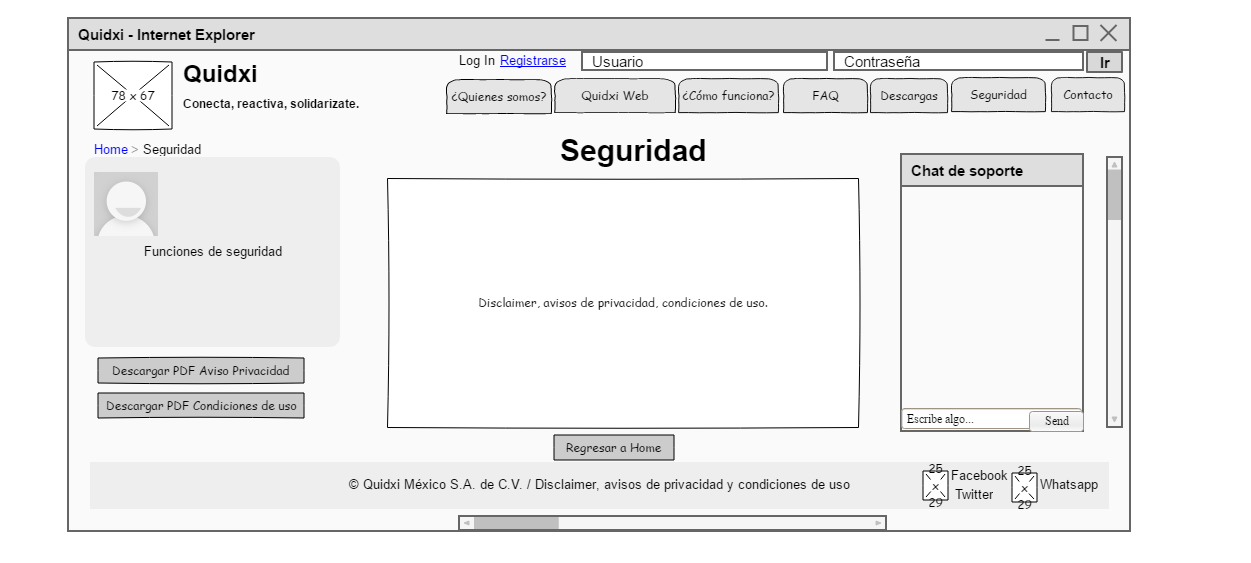 Quidxi - Internet Explorer
Log In Registrarse Usuario Contraseña Ir
78 x 67
Quidxi
Conecta, reactiva, solidarizate.
¿Quienes somos? Quidxi Web ¿Cómo funciona? FAQ Descargas Seguridad Contacto
Home > Seguridad
Seguridad
Funciones de seguridad
Descargar PDF Aviso Privacidad
Descargar PDF Condiciones de uso
Disclaimer, avisos de privacidad, condiciones de uso.
Chat de soporte
Escribe algo... Send
Regresar a Home
© Quidxi México S.A. de C.V. / Disclaimer, avisos de privacidad y condiciones de uso
25 x 29
Facebook
Twitter
25 x 29
Whatsapp